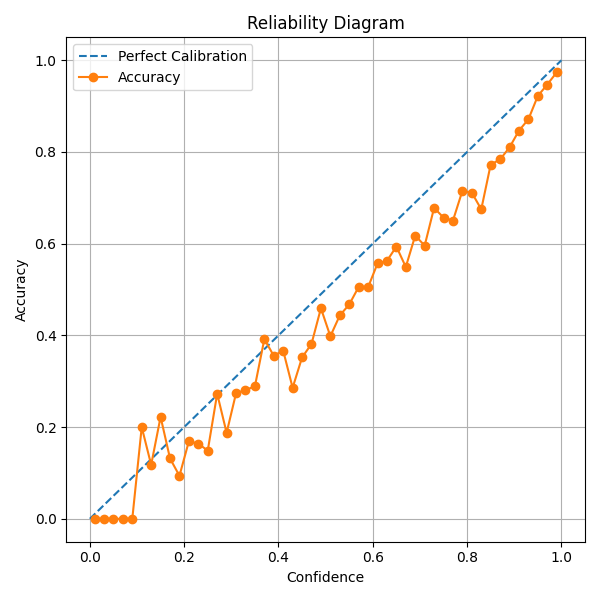 Reliability Diagram
Perfect Calibration
Accuracy
1.0
0.8
0.6
0.4
0.2
0.0
Accuracy
0.0 0.2 0.4 0.6 0.8 1.0
Confidence